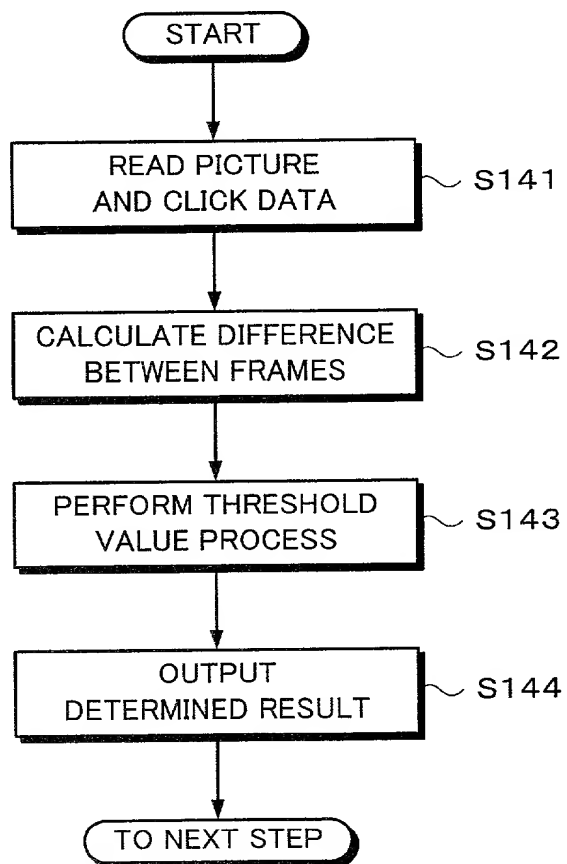 START
READ PICTURE
AND CLICK DATA
S141
CALCULATE DIFFERENCE
BETWEEN FRAMES
S142
PERFORM THRESHOLD
VALUE PROCESS
S143
OUTPUT
DETERMINED RESULT
S144
TO NEXT STEP